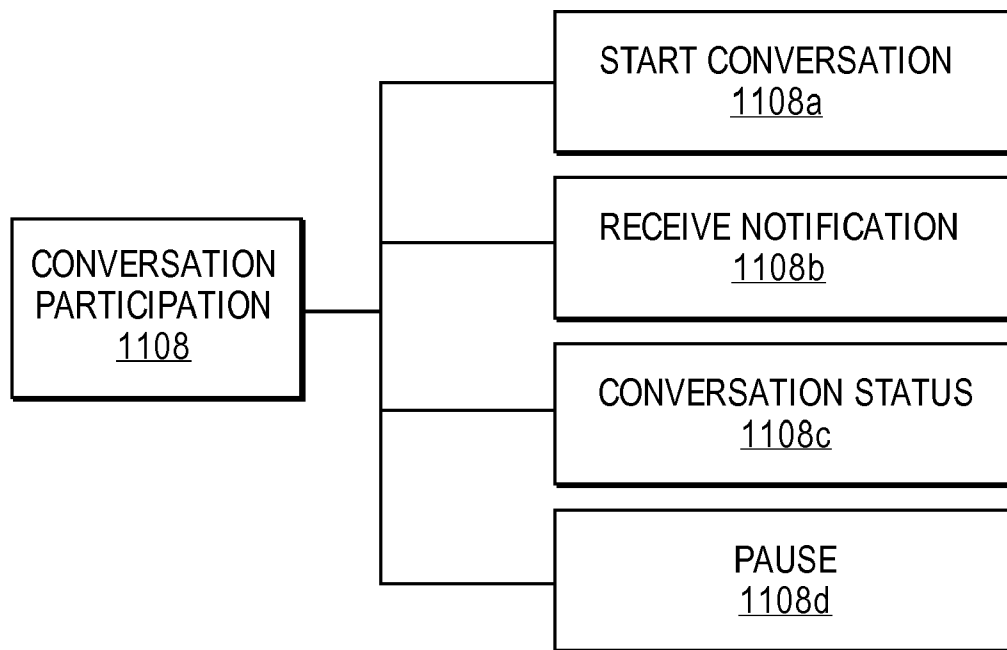 CONVERSATION
PARTICIPATION
1108
START CONVERSATION
1108a
RECEIVE NOTIFICATION
1108b
CONVERSATION STATUS
1108c
PAUSE
1108d